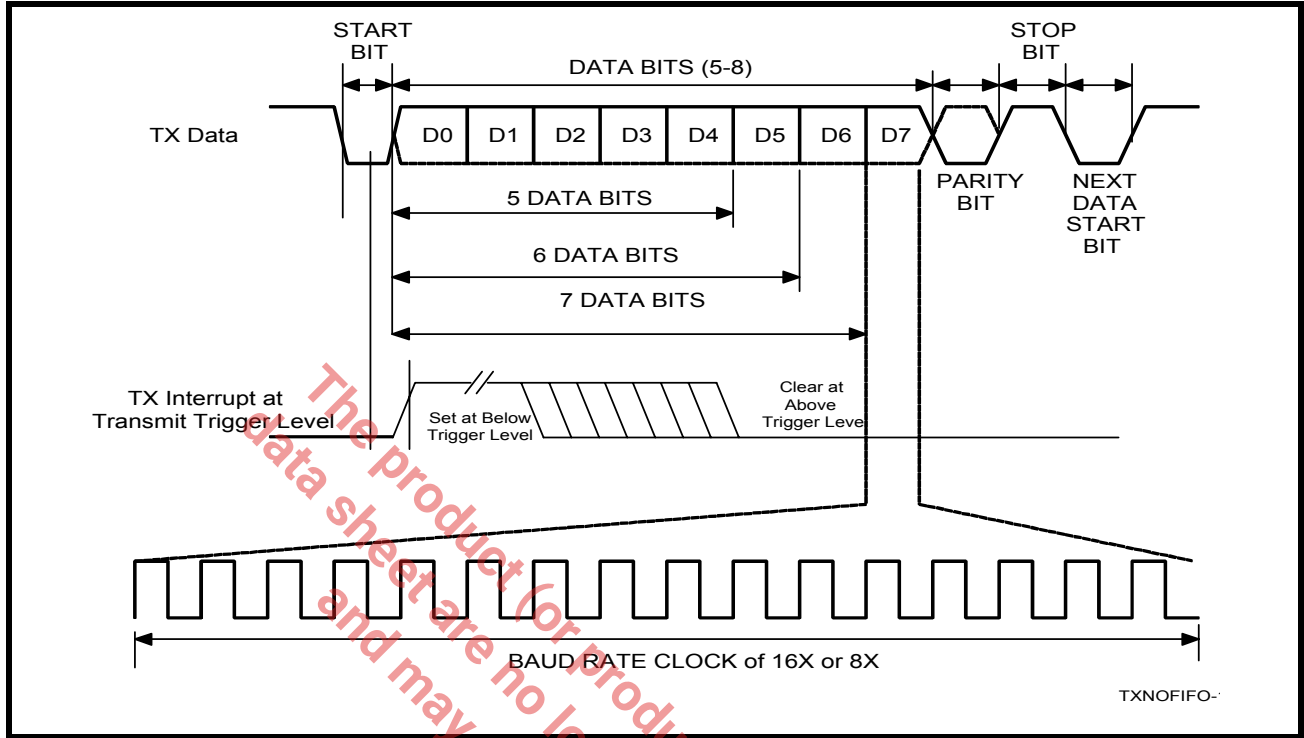 START
BIT
STOP
BIT
DATA BITS (5-8)
TX Data
D0 D1 D2 D3 D4 D5 D6 D7
PARITY
BIT
NEXT
DATA
START
BIT
5 DATA BITS
6 DATA BITS
7 DATA BITS
TX Interrupt at
Transmit Trigger Level
Set at Below
Trigger Level
Clear at
Above
Trigger Leve
BAUD RATE CLOCK of 16X or 8X
TXNOFIFO-
The product (or produ
data sheet are no lo
and may